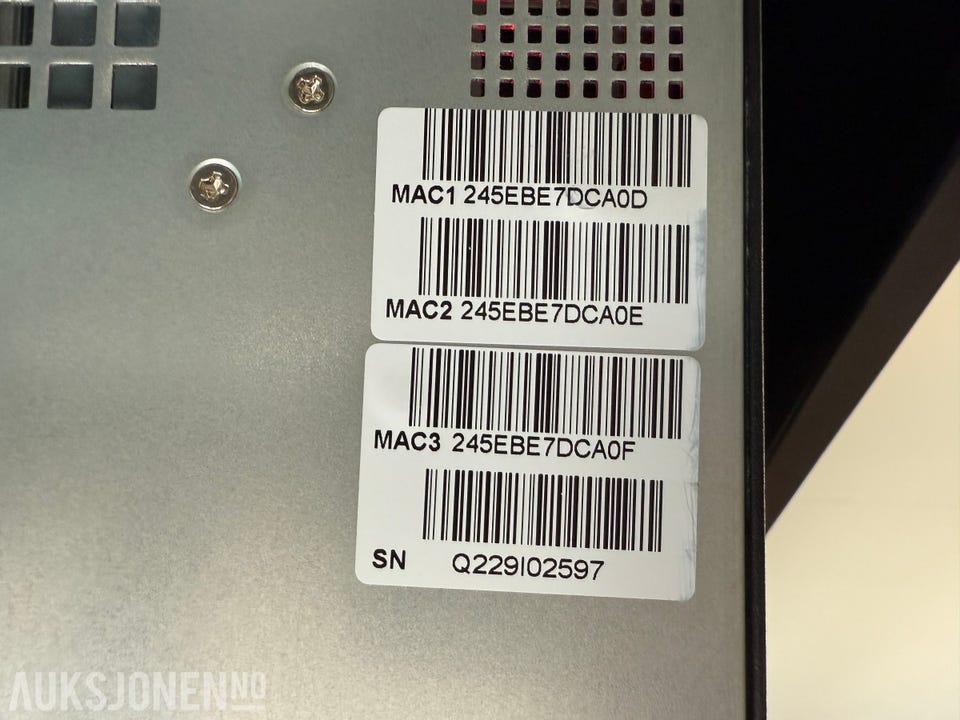 MAC1 245EBE7DCA0D
MAC2 245EBE7DCA0E
MAC3 245EBE7DCA0F
SN Q229I02597
AUKSJONEN.NO